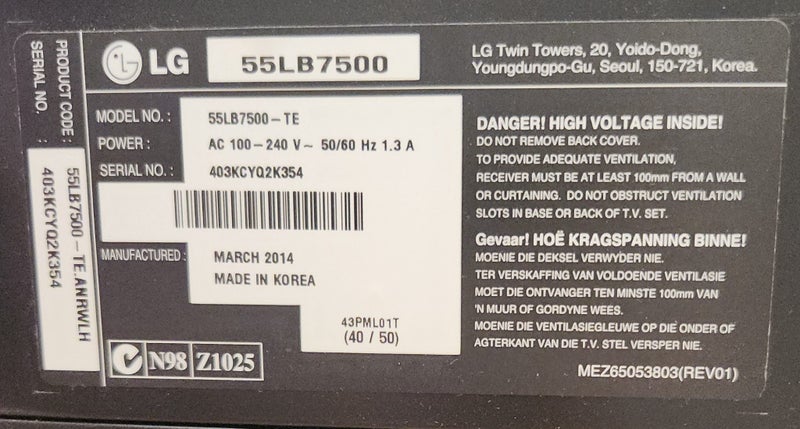 PRODUCT CODE : 55LB7500-TE.ANRWLH
SERIAL NO. : 403KCYQ2K354
LG
55LB7500
LG Twin Towers, 20, Yoido-Dong,
Youngdungpo-Gu, Seoul, 150-721, Korea.
MODEL NO. : 55LB7500-TE
POWER : AC 100-240 V~ 50/60 Hz 1.3 A
SERIAL NO. : 403KCYQ2K354
MANUFACTURED : MARCH 2014
MADE IN KOREA
43PML01T
(40 / 50)
N98 Z1025
DANGER! HIGH VOLTAGE INSIDE!
DO NOT REMOVE BACK COVER.
TO PROVIDE ADEQUATE VENTILATION,
RECEIVER MUST BE AT LEAST 100mm FROM A WALL
OR CURTAINING. DO NOT OBSTRUCT VENTILATION
SLOTS IN BASE OR BACK OF T.V. SET.
Gevaar! HOË KRAGSPANNING BINNE!
MOENIE DIE DEKSEL VERWYDER NIE.
TER VERSKAFFING VAN VOLDOENDE VENTILASIE
MOET DIE ONTVANGER TEN MINSTE 100mm VAN
'N MUUR OF GORDYNE WEES.
MOENIE DIE VENTILASIEGLEUWE OP DIE ONDER OF
AGTERKANT VAN DIE T.V. STEL VERSPER NIE.
MEZ65053803(REV01)